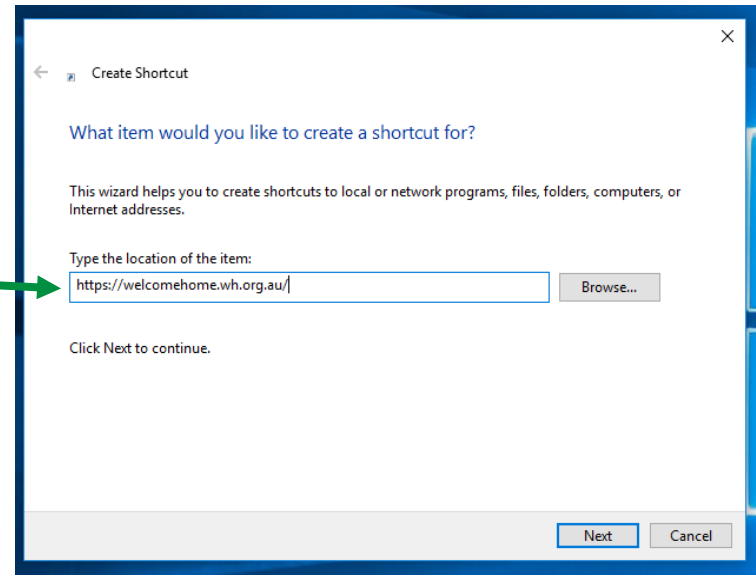 Create Shortcut
What item would you like to create a shortcut for?
This wizard helps you to create shortcuts to local or network programs, files, folders, computers, or
Internet addresses.
Type the location of the item:
https://welcomehome.wh.org.au/
Browse...
Click Next to continue.
Next Cancel